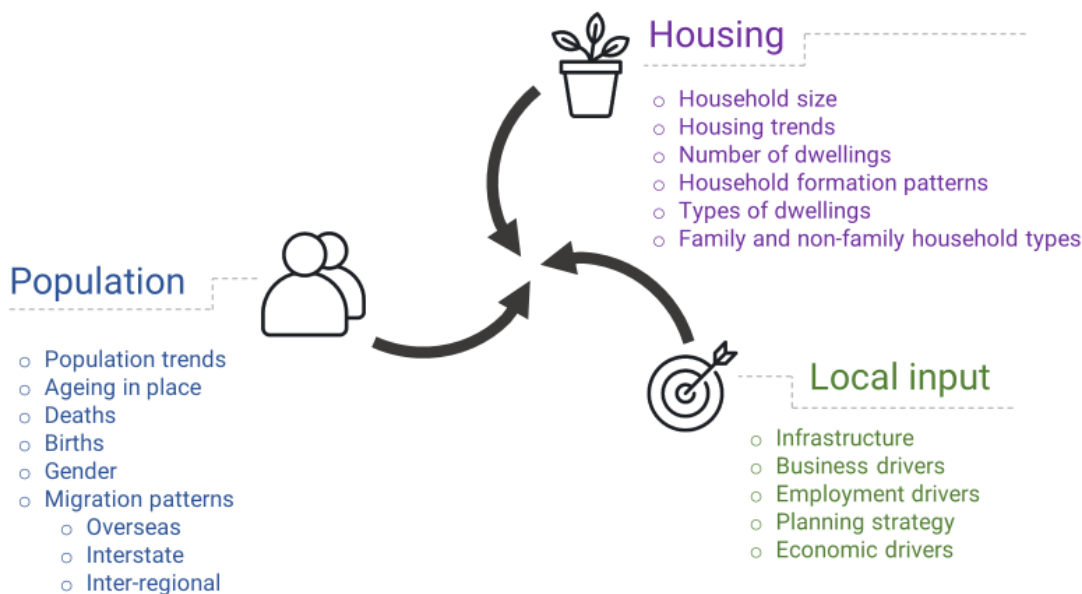 Housing
○ Household size
○ Housing trends
○ Number of dwellings
○ Household formation patterns
○ Types of dwellings
○ Family and non-family household types
Population
○ Population trends
○ Ageing in place
○ Deaths
○ Births
○ Gender
○ Migration patterns
○ Overseas
○ Interstate
○ Inter-regional
Local input
○ Infrastructure
○ Business drivers
○ Employment drivers
○ Planning strategy
○ Economic drivers